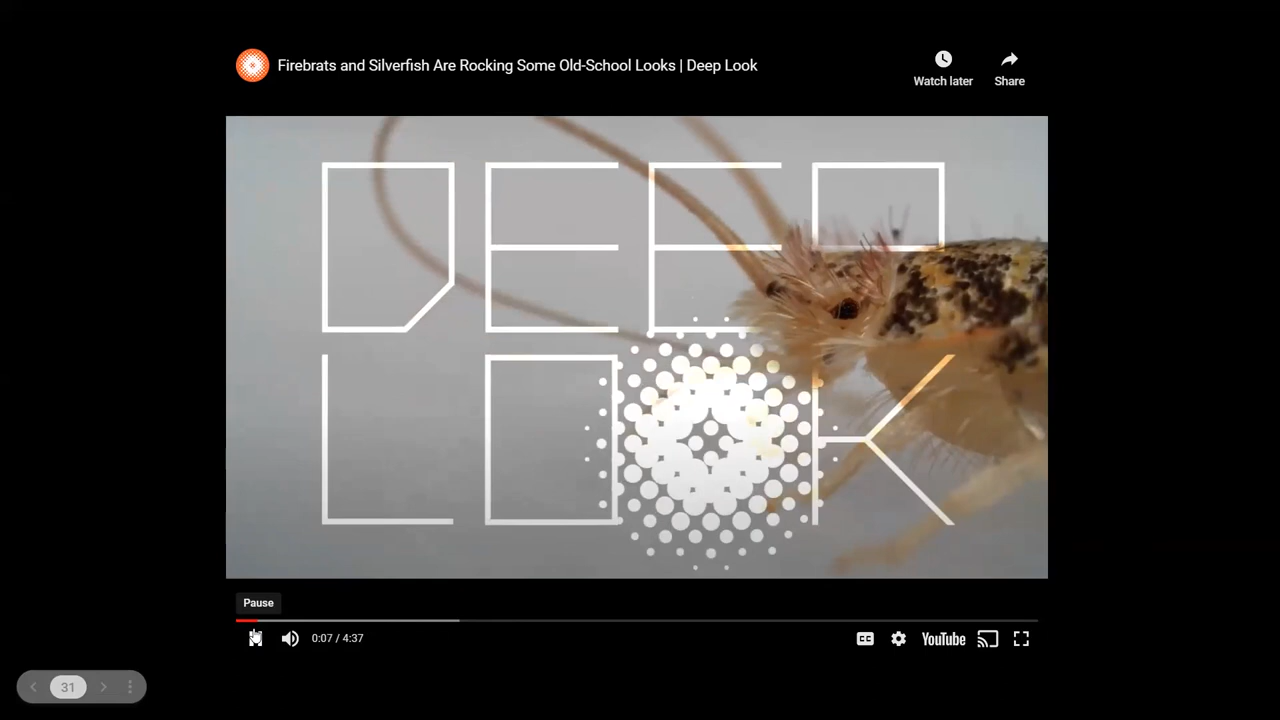 Firebrats and Silverfish Are Rocking Some Old-School Looks | Deep Look
Watch later
Share
DEEP
LOOK
Pause
0:07 / 4:37
CC
YouTube
31